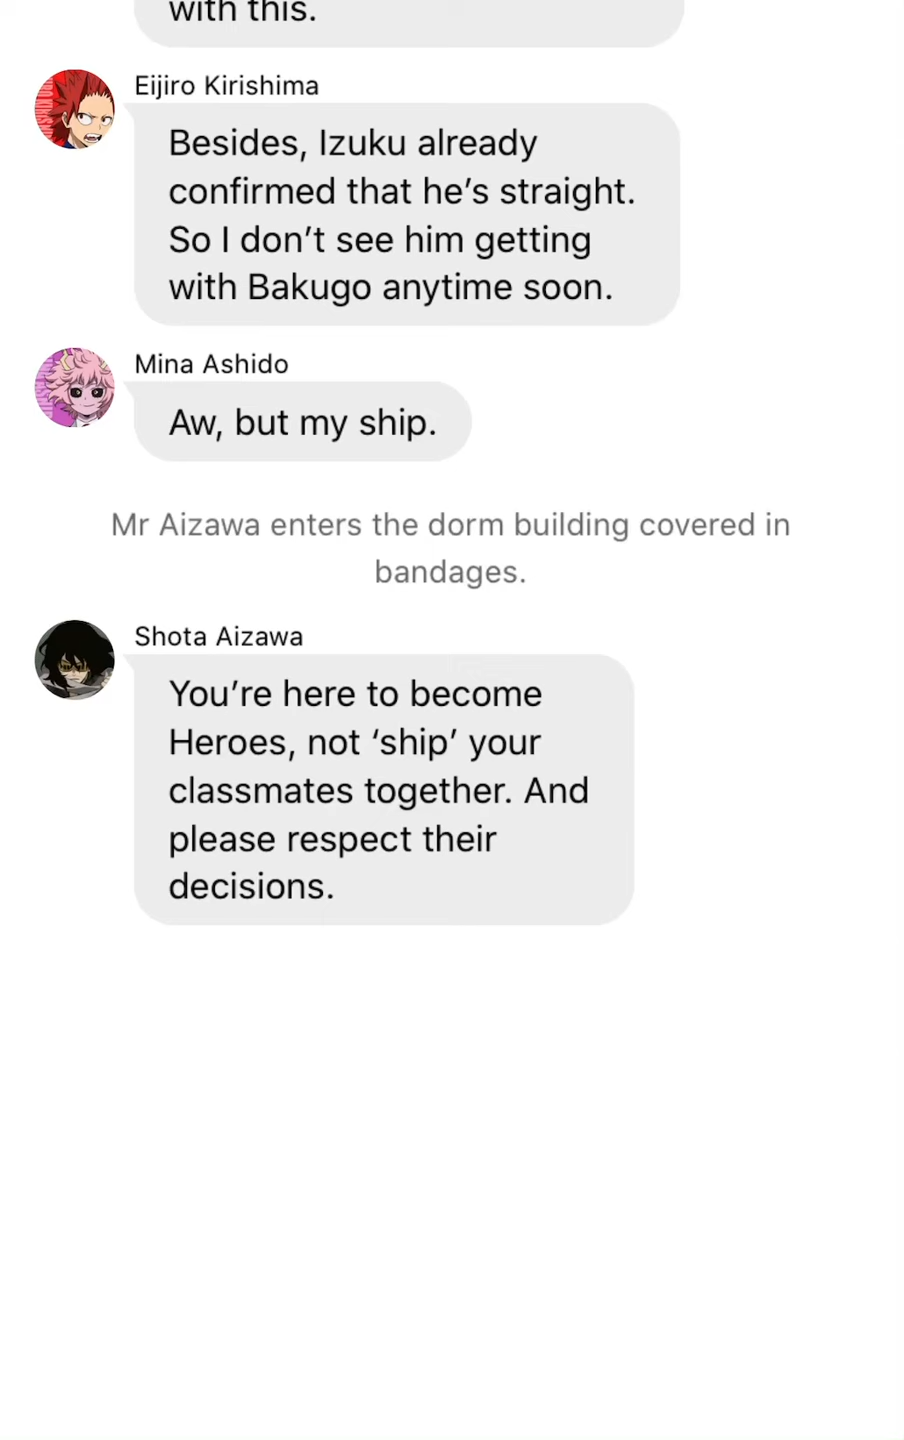 with this.
Eijiro Kirishima
Besides, Izuku already
confirmed that he’s straight.
So I don’t see him getting
with Bakugo anytime soon.
Mina Ashido
Aw, but my ship.
Mr Aizawa enters the dorm building covered in
bandages.
Shota Aizawa
You’re here to become
Heroes, not ‘ship’ your
classmates together. And
please respect their
decisions.